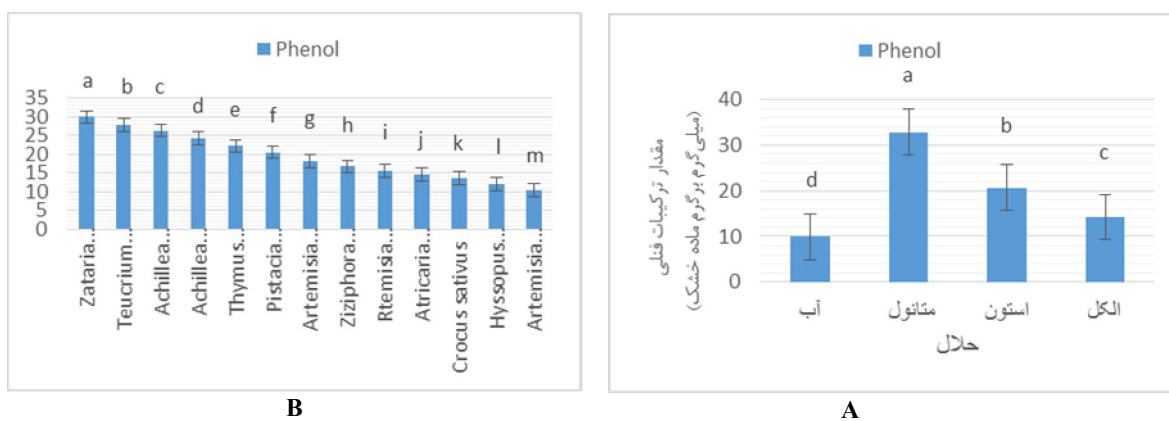 Phenol
a b c d e f g h i j k l m
35
30
25
20
15
10
5
0
Zataria...
Teucrium...
Achillea...
Achillea...
Thymus...
Pistacia...
Artemisia...
Ziziphora...
Rtemisia...
Atricaria...
Crocus sativus
Hyssopus...
Artemisia...
B
Phenol
مقدار ترکیبات فنلی
(میلی گرم برگرم ماده خشک)
40
30
20
10
0
d a b c
آب متانول استون الکل
حلال
A